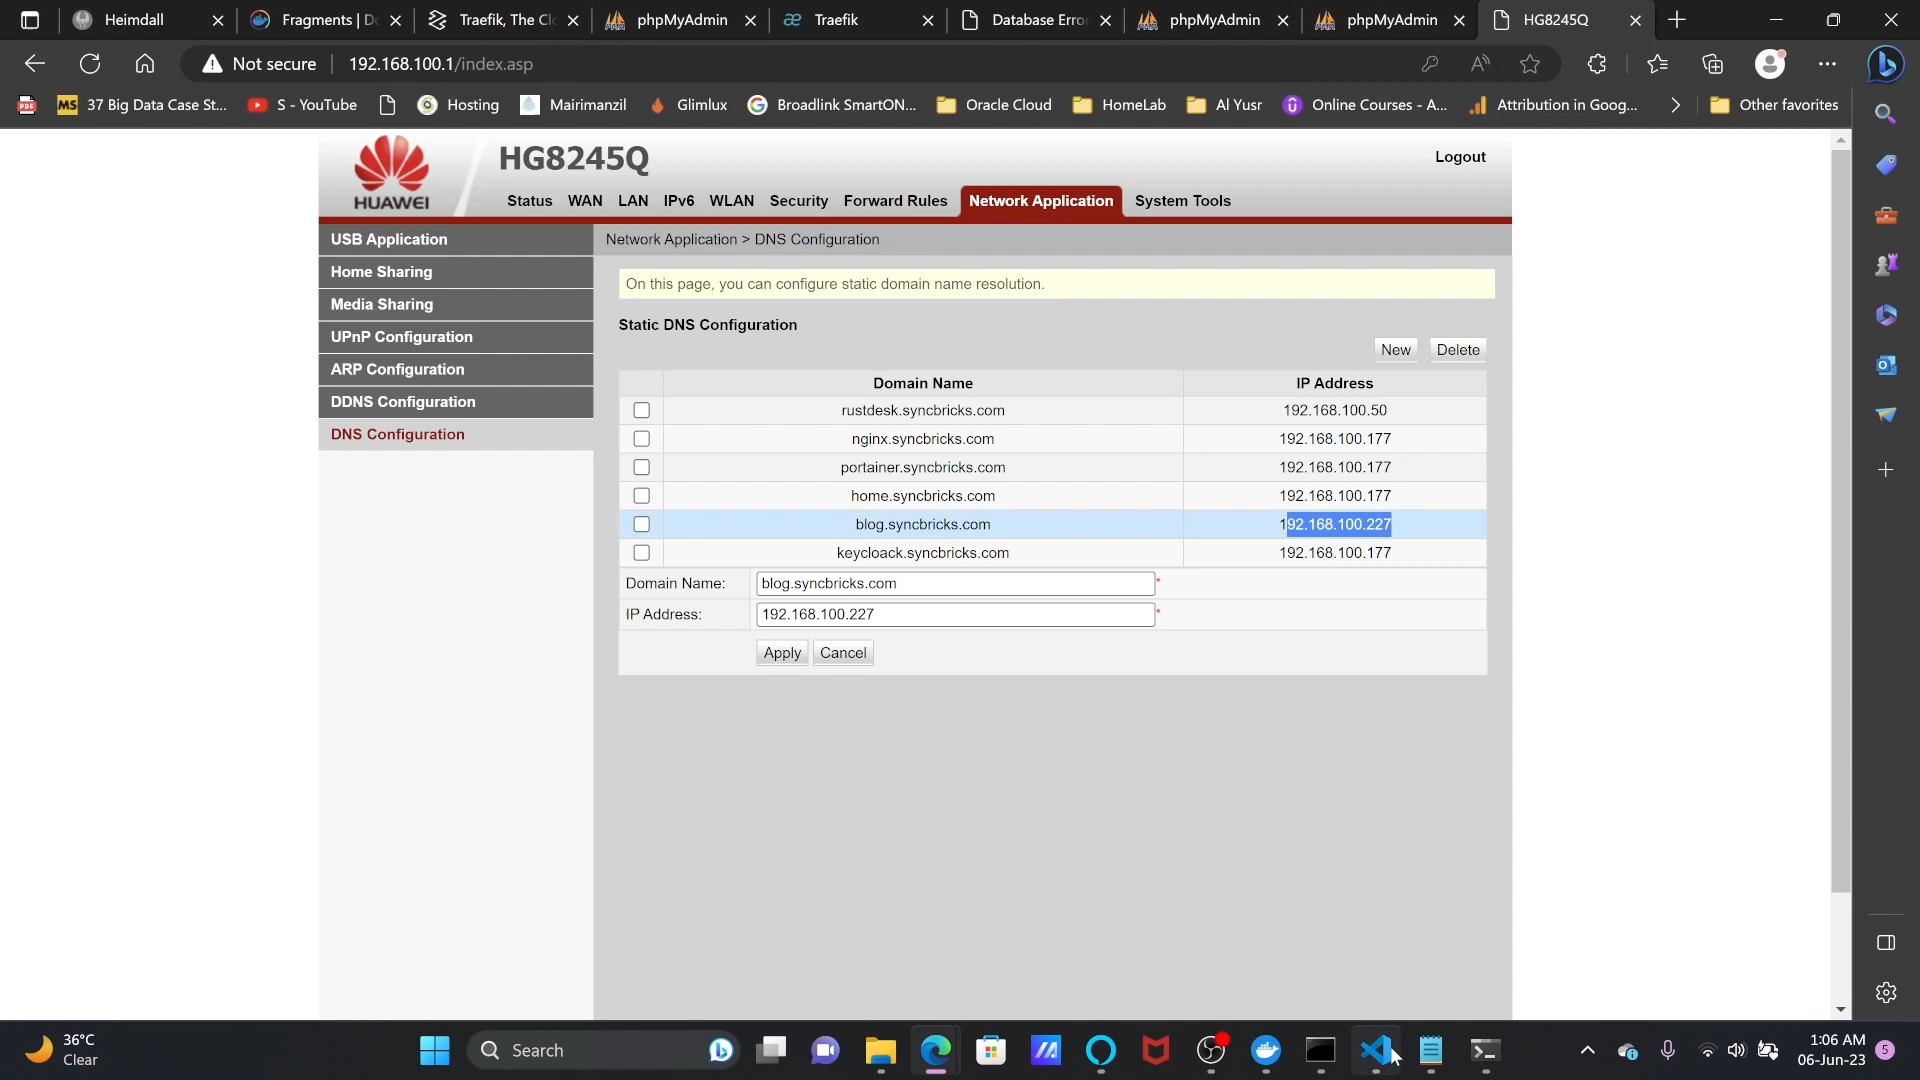 Heimdall
Fragments | Do
Traefik, The Clo
phpMyAdmin
Traefik
Database Error
phpMyAdmin
phpMyAdmin
HG8245Q
Not secure
192.168.100.1/index.asp
PDF
MS
37 Big Data Case St...
S - YouTube
Hosting
Mairimanzil
Glimlux
Broadlink SmartON...
Oracle Cloud
HomeLab
Al Yusr
Online Courses - A...
Attribution in Goog...
Other favorites
HUAWEI
HG8245Q
Logout
Status WAN LAN IPv6 WLAN Security Forward Rules Network Application System Tools
USB Application
Home Sharing
Media Sharing
UPnP Configuration
ARP Configuration
DDNS Configuration
DNS Configuration
Network Application > DNS Configuration
On this page, you can configure static domain name resolution.
Static DNS Configuration
New Delete
Domain Name IP Address
rustdesk.syncbricks.com 192.168.100.50
nginx.syncbricks.com 192.168.100.177
portainer.syncbricks.com 192.168.100.177
home.syncbricks.com 192.168.100.177
blog.syncbricks.com 192.168.100.227
keycloack.syncbricks.com 192.168.100.177
Domain Name: blog.syncbricks.com *
IP Address: 192.168.100.227 *
Apply Cancel
36°C
Clear
Search
1:06 AM
06-Jun-23
5